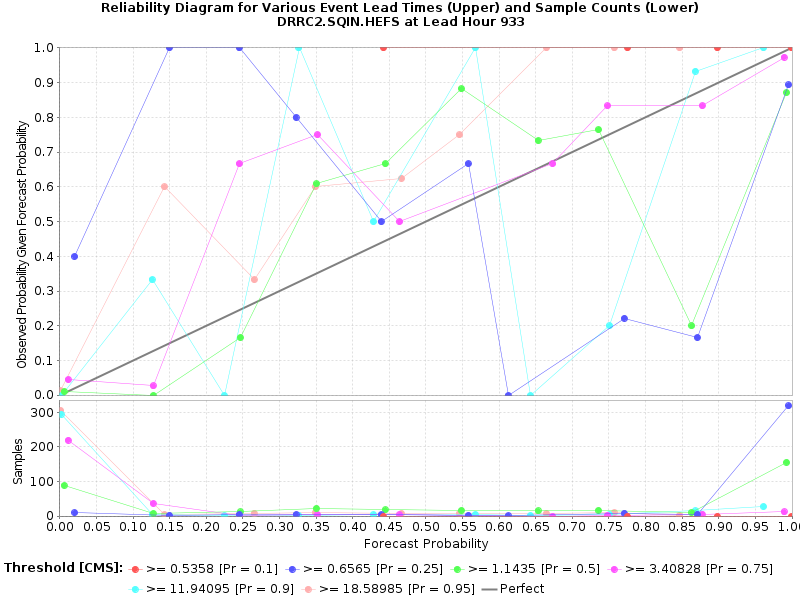 Reliability Diagram for Various Event Lead Times (Upper) and Sample Counts (Lower)
DRRC2.SQIN.HEFS at Lead Hour 933
Observed Probability Given Forecast Probability
1.0
0.9
0.8
0.7
0.6
0.5
0.4
0.3
0.2
0.1
0.0
Samples
300
200
100
0
0.00 0.05 0.10 0.15 0.20 0.25 0.30 0.35 0.40 0.45 0.50 0.55 0.60 0.65 0.70 0.75 0.80 0.85 0.90 0.95 1.0
Forecast Probability
Threshold [CMS]: >= 0.5358 [Pr = 0.1] >= 0.6565 [Pr = 0.25] >= 1.1435 [Pr = 0.5] >= 3.40828 [Pr = 0.75]
>= 11.94095 [Pr = 0.9] >= 18.58985 [Pr = 0.95] Perfect